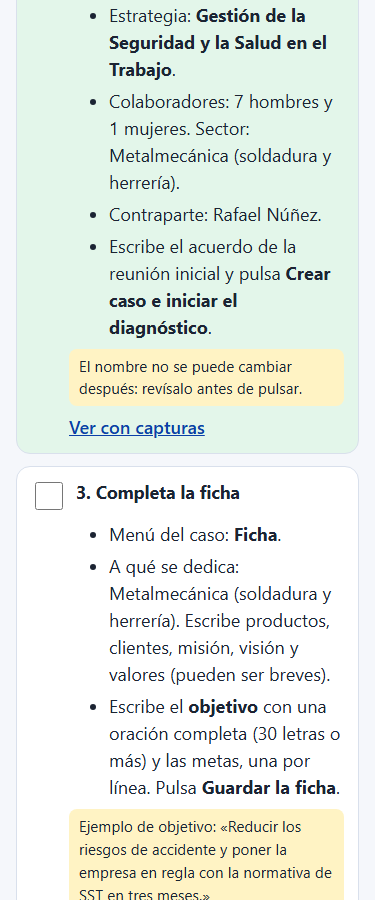 • Estrategia: Gestión de la
Seguridad y la Salud en el
Trabajo.
• Colaboradores: 7 hombres y
1 mujeres. Sector:
Metalmecánica (soldadura y
herrería).
• Contraparte: Rafael Núñez.
• Escribe el acuerdo de la
reunión inicial y pulsa Crear
caso e iniciar el
diagnóstico.
El nombre no se puede cambiar
después: revísalo antes de pulsar.
Ver con capturas
3. Completa la ficha
• Menú del caso: Ficha.
• A qué se dedica:
Metalmecánica (soldadura y
herrería). Escribe productos,
clientes, misión, visión y
valores (pueden ser breves).
• Escribe el objetivo con una
oración completa (30 letras o
más) y las metas, una por
línea. Pulsa Guardar la ficha.
Ejemplo de objetivo: «Reducir los
riesgos de accidente y poner la
empresa en regla con la normativa de
SST en tres meses.»